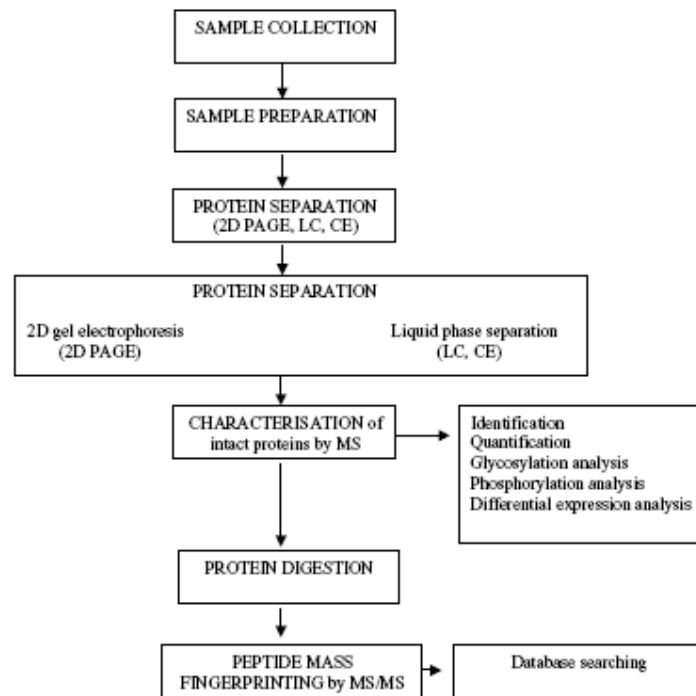 SAMPLE COLLECTION
SAMPLE PREPARATION
PROTEIN SEPARATION
(2D PAGE, LC, CE)
PROTEIN SEPARATION
2D gel electrophoresis
(2D PAGE)
Liquid phase separation
(LC, CE)
CHARACTERISATION of
intact proteins by MS
Identification
Quantification
Glycosylation analysis
Phosphorylation analysis
Differential expression analysis
PROTEIN DIGESTION
PEPTIDE MASS
FINGERPRINTING by MS/MS
Database searching